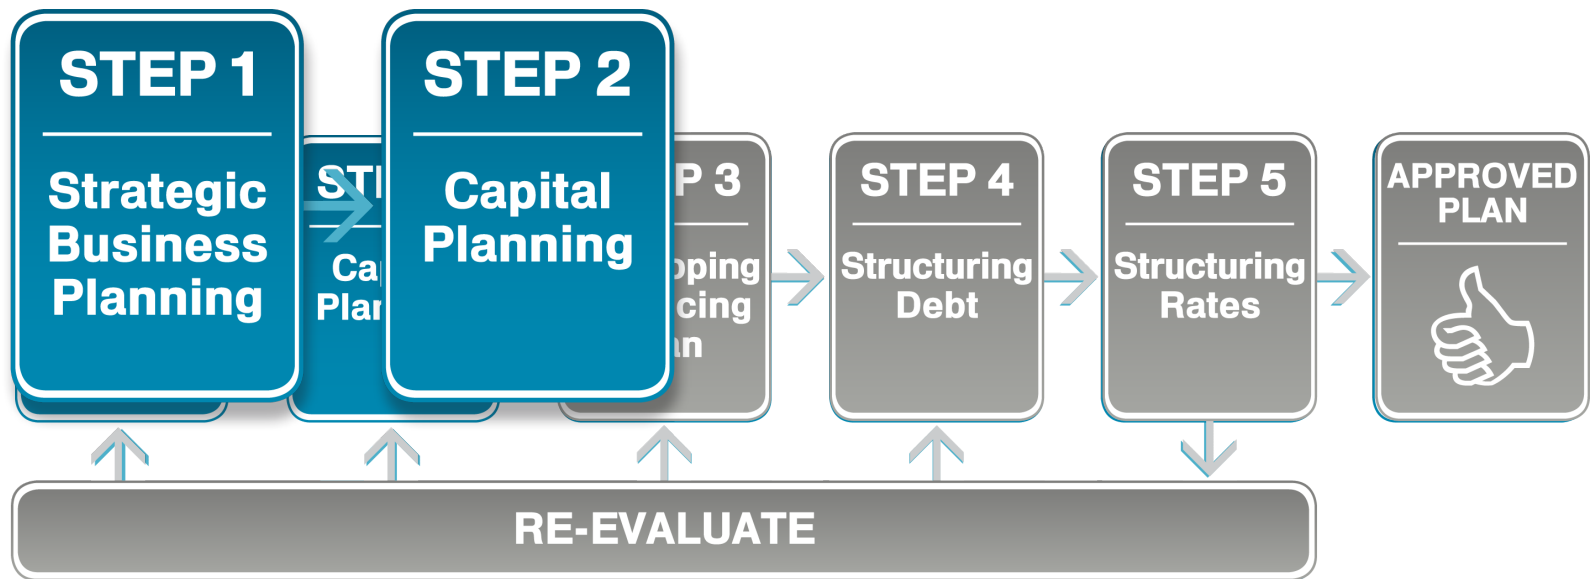 STEP 1
Strategic
Business
Planning
STEP 2
Capital
Planning
P 3
pping
cing
an
STEP 4
Structuring
Debt
STEP 5
Structuring
Rates
APPROVED
PLAN
RE-EVALUATE